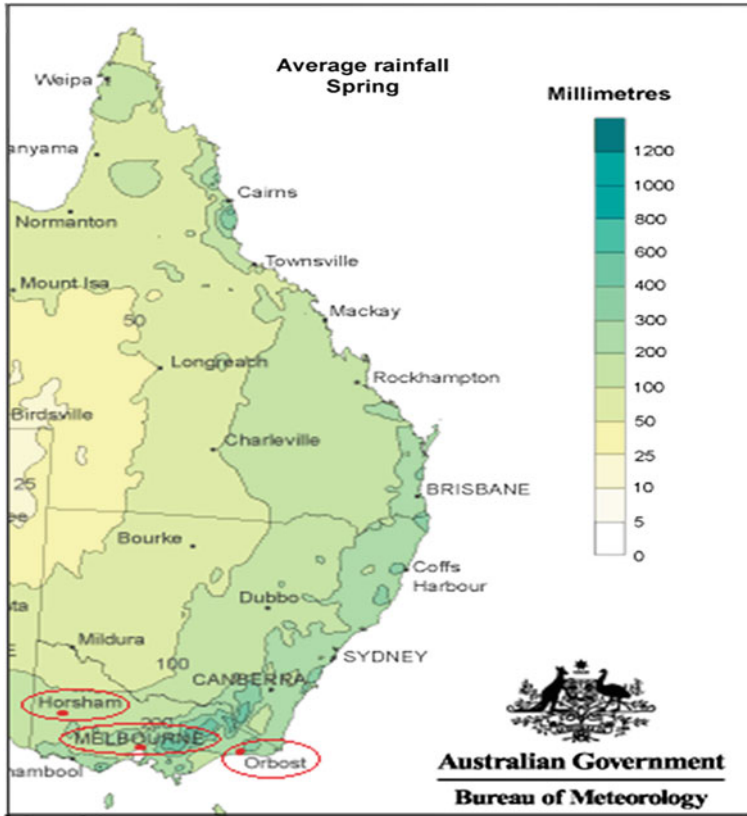 Average rainfall
Spring
Millimetres
1200
1000
800
600
400
300
200
100
50
25
10
5
0
Weipa
anyama
Cairns
Normanton
Townsville
Mount Isa
Mackay
50
Longreach
Rockhampton
Birdsville
Charleville
25
BRISBANE
Bourke
Coffs
Harbour
Dubbo
Mildura
SYDNEY
100
CANBERRA
Horsham
200
MELBOURNE
Orbost
nambool
Australian Government
Bureau of Meteorology